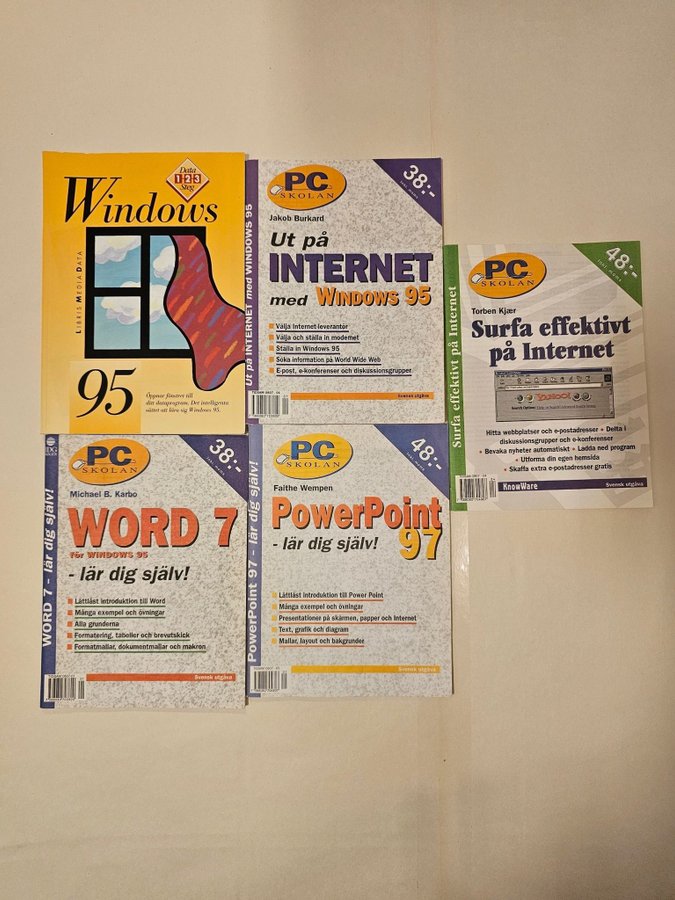 Data
1 2 3
Steg
Windows
LIBRIS MEDIA DATA
95
Öppnar fönstret till
ditt dataprogram. Det intelligenta
sättet att lära sig Windows 95.
Ut på INTERNET med WINDOWS 95
PC
SKOLAN
38:-
Jakob Burkard
Ut på
INTERNET
med WINDOWS 95
Välja Internet-leverantör
Välja och ställa in modemet
Ställa in Windows 95
Söka information på World Wide Web
E-post, e-konferenser och diskussionsgrupper
Svensk utgåva
Surfa effektivt på Internet
PC
SKOLAN
48:-
Torben Kjær
Surfa effektivt
på Internet
YAHOO!
Hitta webbplatser och e-postadresser • Delta i
diskussionsgrupper och e-konferenser
• Bevaka nyheter automatiskt • Ladda ned program
• Utforma din egen hemsida
• Skaffa extra e-postadresser gratis
KnowWare
Svensk utgåva
IDG
WORD 7 - lär dig själv!
PC
SKOLAN
38:-
Michael B. Karbo
WORD 7
för WINDOWS 95
- lär dig själv!
Lättläst introduktion till Word
Många exempel och övningar
Alla grunderna
Formatering, tabeller och brevutskick
Formatmallar, dokumentmallar och makron
Svensk utgåva
PowerPoint 97 - lär dig själv!
PC
SKOLAN
48:-
Faithe Wempen
PowerPoint
97
- lär dig själv!
Lättläst introduktion till Power Point
Många exempel och övningar
Presentationer på skärmen, papper och Internet
Text, grafik och diagram
Mallar, layout och bakgrunder
Svensk utgåva